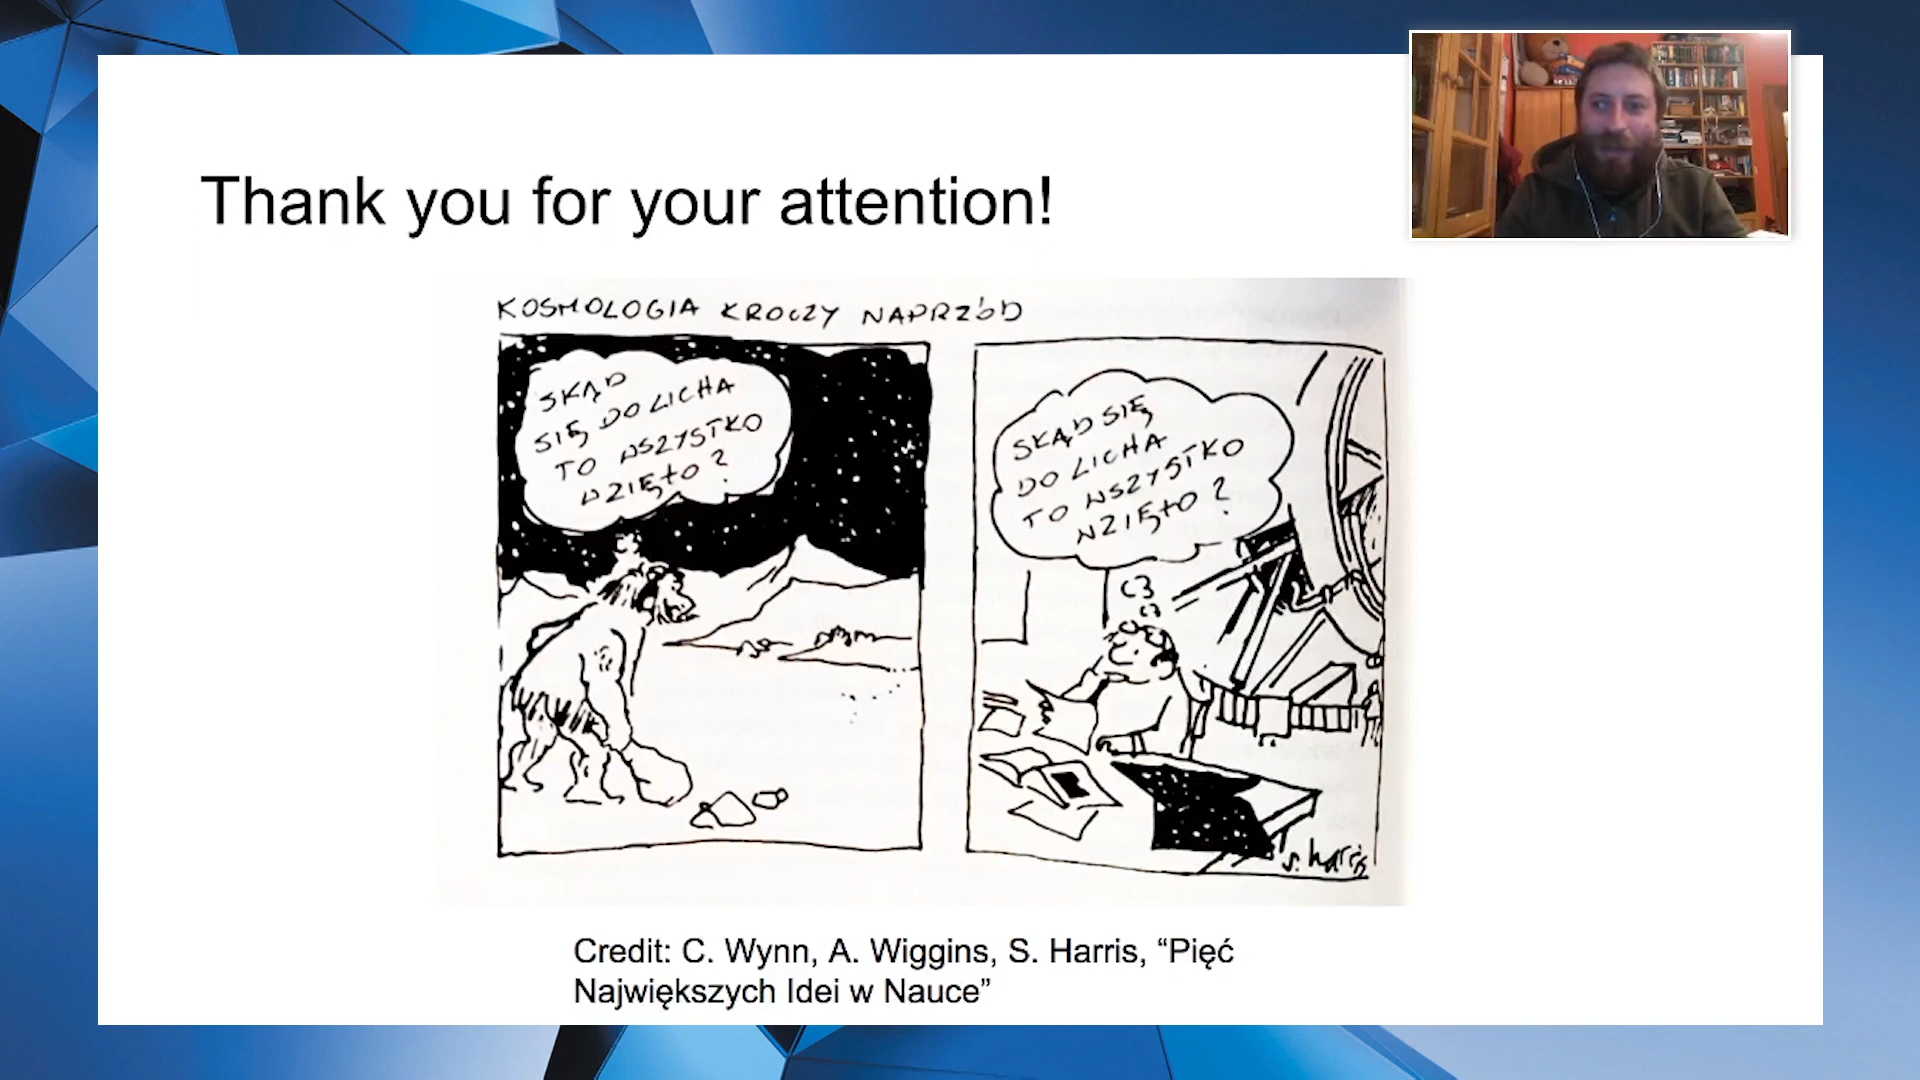 Thank you for your attention!
KOSMOLOGIA KROCZY NAPRZÓD
SKĄD
SIĘ DO LICHA
TO WSZYSTKO
WZIĘŁO?
SKĄD SIĘ
DO LICHA
TO WSZYSTKO
WZIĘŁO?
s. harris
Credit: C. Wynn, A. Wiggins, S. Harris, “Pięć
Największych Idei w Nauce”